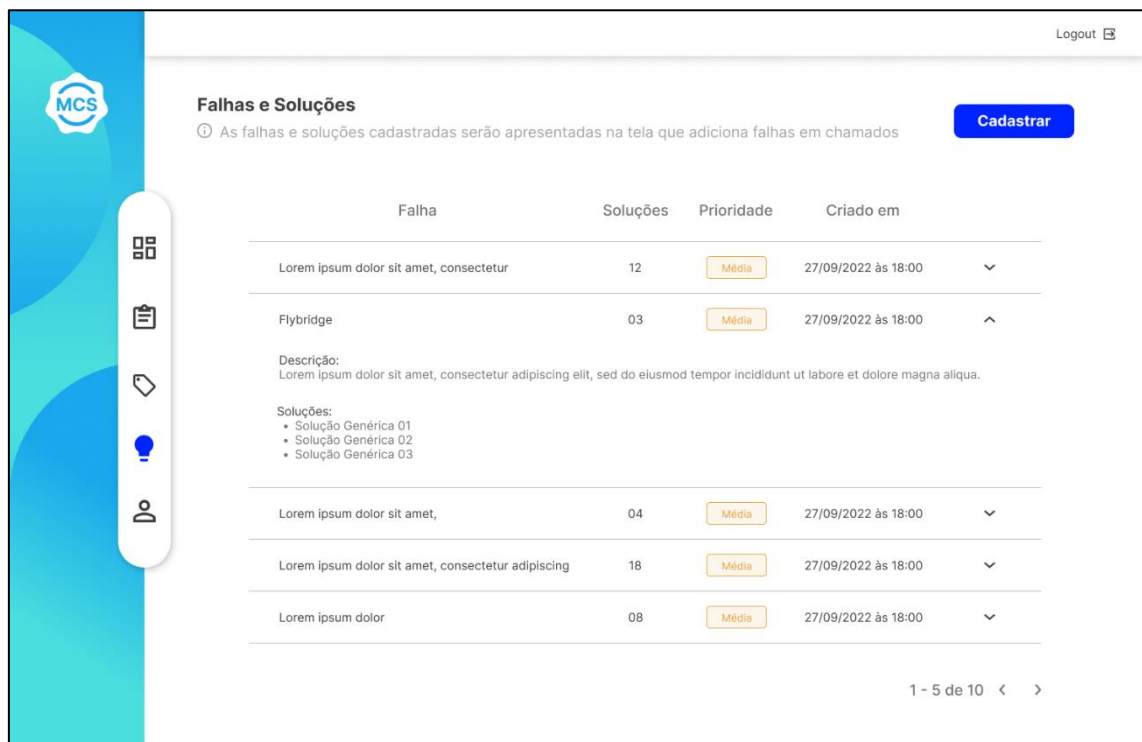 Logout
MCS
Falhas e Soluções
As falhas e soluções cadastradas serão apresentadas na tela que adiciona falhas em chamados
Cadastrar
Falha Soluções Prioridade Criado em
Lorem ipsum dolor sit amet, consectetur 12 Média 27/09/2022 às 18:00
Flybridge 03 Média 27/09/2022 às 18:00
Descrição:
Lorem ipsum dolor sit amet, consectetur adipiscing elit, sed do eiusmod tempor incididunt ut labore et dolore magna aliqua.
Soluções:
• Solução Genérica 01
• Solução Genérica 02
• Solução Genérica 03
Lorem ipsum dolor sit amet, 04 Média 27/09/2022 às 18:00
Lorem ipsum dolor sit amet, consectetur adipiscing 18 Média 27/09/2022 às 18:00
Lorem ipsum dolor 08 Média 27/09/2022 às 18:00
1 - 5 de 10